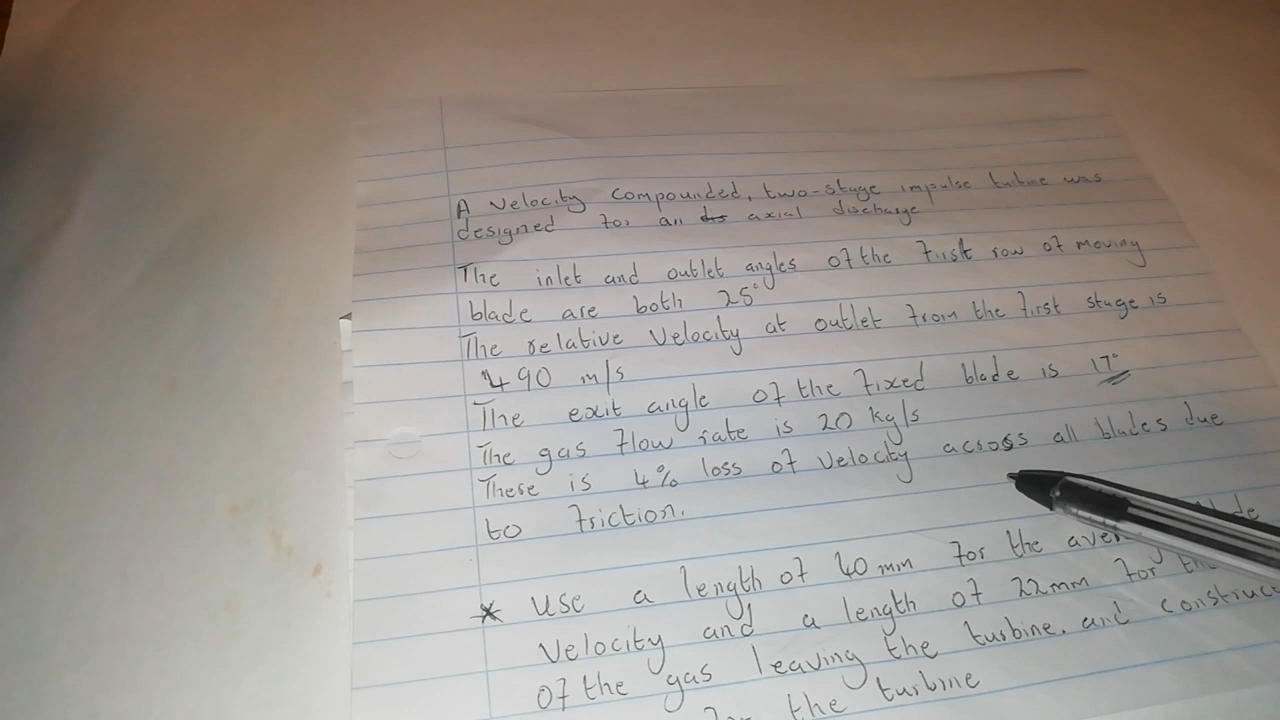 A Velocity compounded, two-stage impulse turbine was
designed for an axial discharge
The inlet and outlet angles of the first row of moving
blade are both 25°
The relative Velocity at outlet from the first stage is
490 m/s
The exit angle of the fixed blade is 17°
The gas flow rate is 20 kg/s
There is 4% loss of velocity across all blades due
to friction.
* Use a length of 40 mm for the
Velocity and a length of 22mm for
of the gas leaving the turbine. and construct
the turbine